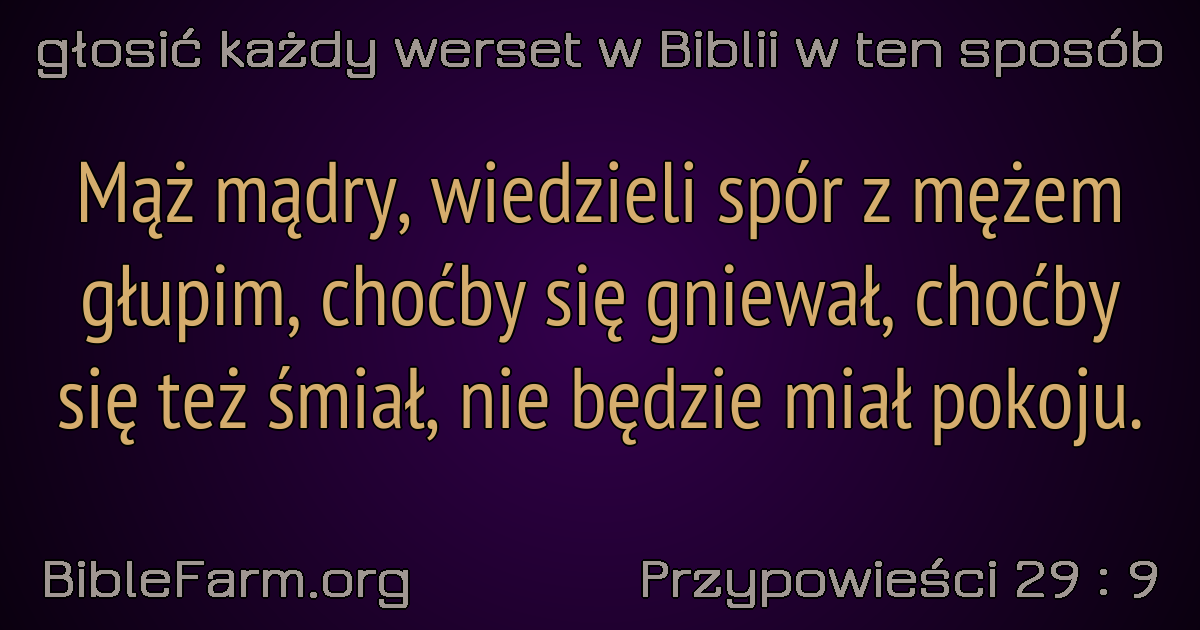 głosić każdy werset w Biblii w ten sposób
Mąż mądry, wiedzieli spór z mężem
głupim, choćby się gniewał, choćby
się też śmiał, nie będzie miał pokoju.
BibleFarm.org
Przypowieści 29 : 9